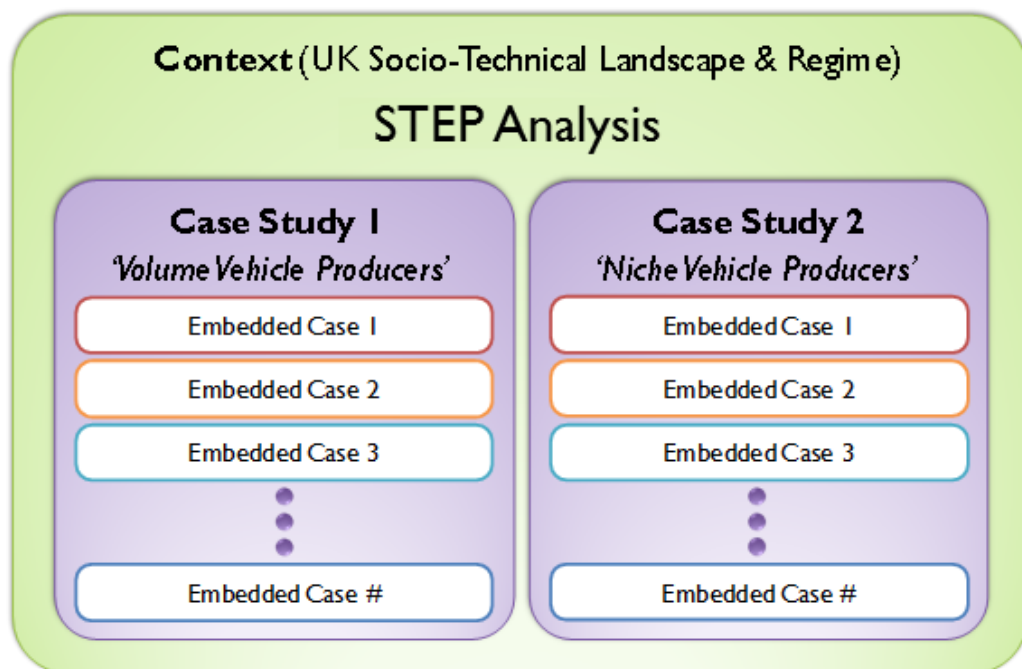 Context (UK Socio-Technical Landscape & Regime)
STEP Analysis
Case Study 1
‘Volume Vehicle Producers’
Embedded Case 1
Embedded Case 2
Embedded Case 3
Embedded Case #
Case Study 2
‘Niche Vehicle Producers’
Embedded Case 1
Embedded Case 2
Embedded Case 3
Embedded Case #